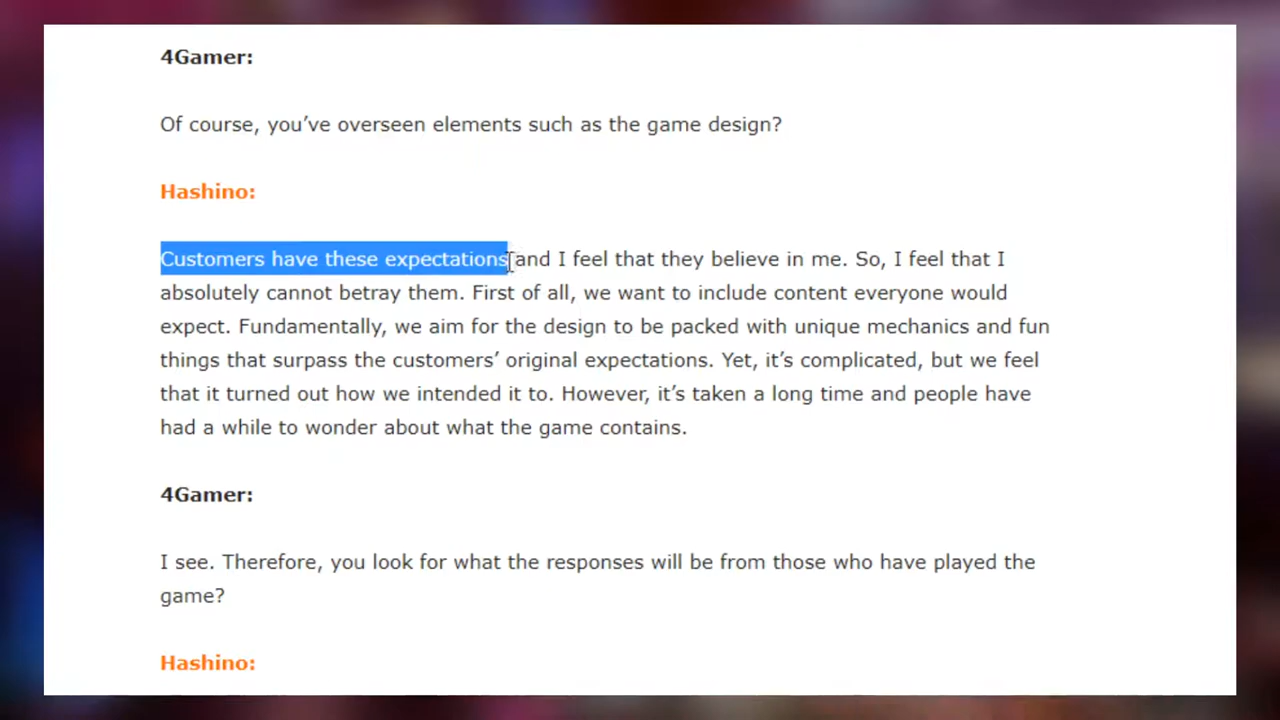 4Gamer:
Of course, you’ve overseen elements such as the game design?
Hashino:
Customers have these expectations and I feel that they believe in me. So, I feel that I
absolutely cannot betray them. First of all, we want to include content everyone would
expect. Fundamentally, we aim for the design to be packed with unique mechanics and fun
things that surpass the customers’ original expectations. Yet, it’s complicated, but we feel
that it turned out how we intended it to. However, it’s taken a long time and people have
had a while to wonder about what the game contains.
4Gamer:
I see. Therefore, you look for what the responses will be from those who have played the
game?
Hashino: